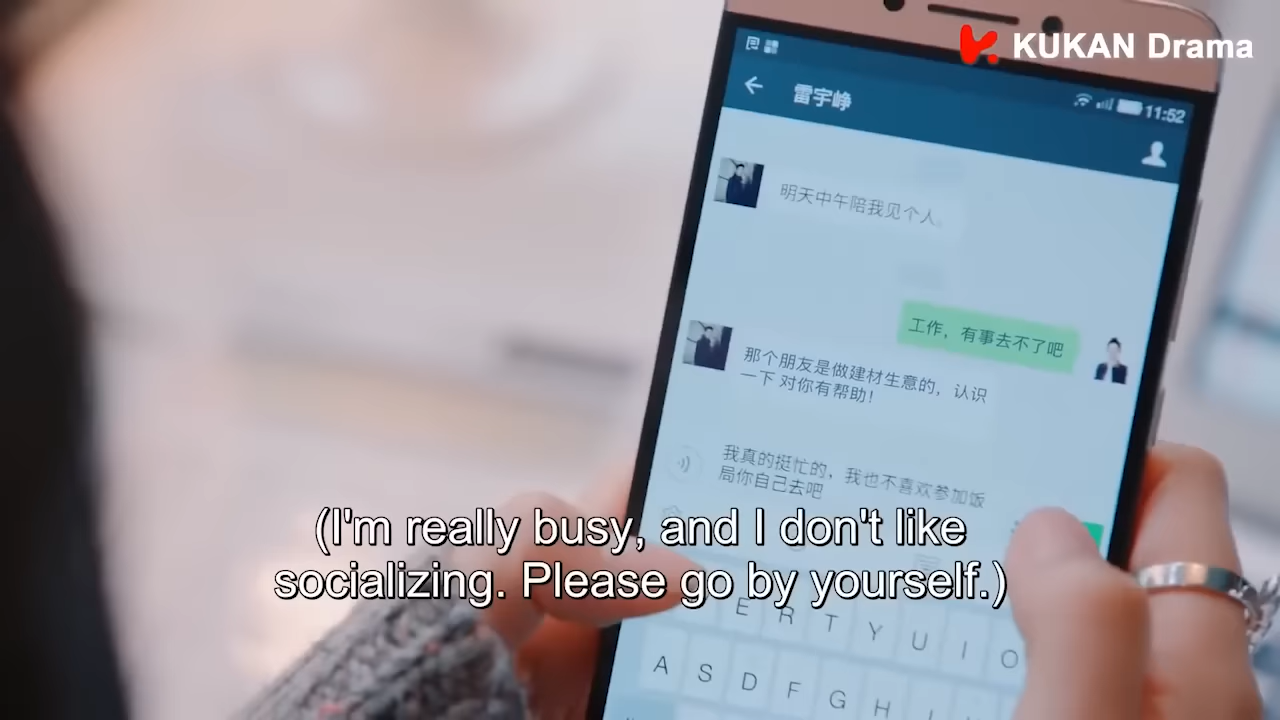 KUKAN Drama
雷宇峥
11:52
明天中午陪我见个人。
工作，有事去不了吧
那个朋友是做建材生意的，认识
一下 对你有帮助！
我真的挺忙的，我也不喜欢参加饭
局你自己去吧
(I'm really busy, and I don't like
socializing. Please go by yourself.)
E R T Y U I O
A S D F G H